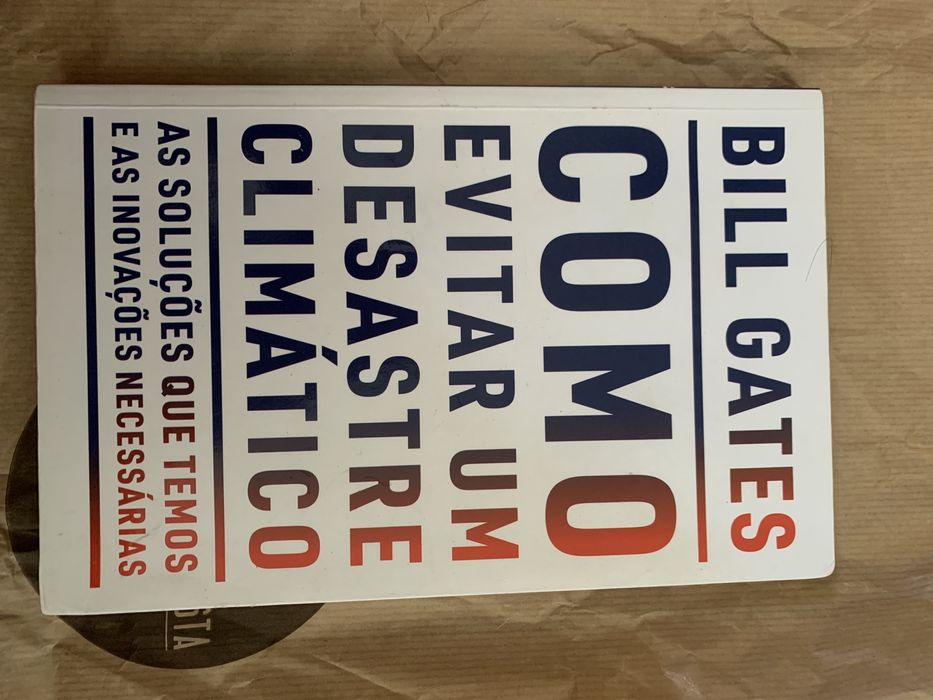 BILL GATES
COMO
EVITAR UM
DESASTRE
CLIMÁTICO
AS SOLUÇÕES QUE TEMOS
E AS INOVAÇÕES NECESSÁRIAS